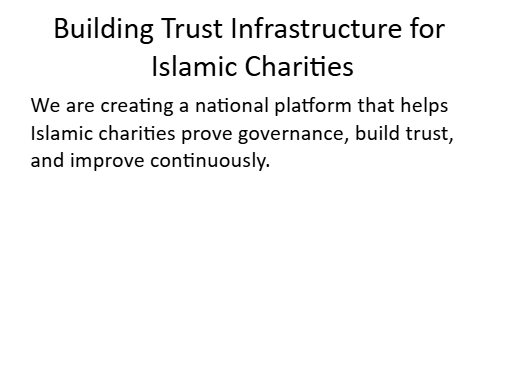 Building Trust Infrastructure for
Islamic Charities
We are creating a national platform that helps
Islamic charities prove governance, build trust,
and improve continuously.